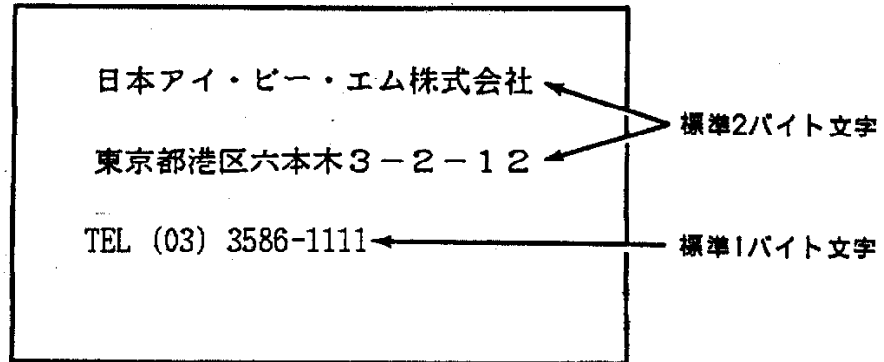 日本アイ・ビー・エム株式会社
標準2バイト文字
東京都港区六本木3-2-12
TEL (03) 3586-1111
標準1バイト文字